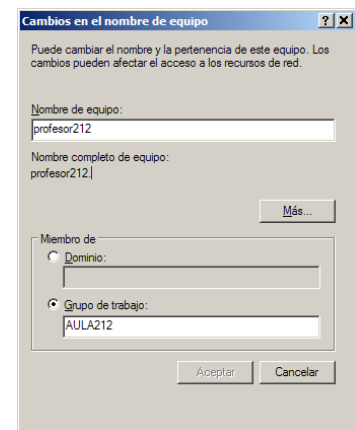 Cambios en el nombre de equipo
Puede cambiar el nombre y la pertenencia de este equipo. Los
cambios pueden afectar el acceso a los recursos de red.
Nombre de equipo:
profesor212
Nombre completo de equipo:
profesor212.
Más...
Miembro de
Dominio:
Grupo de trabajo:
AULA212
Aceptar
Cancelar